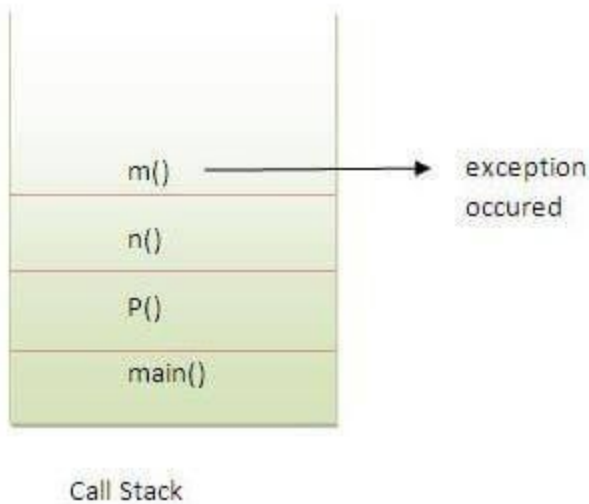 m()
exception
occured
n()
P()
main()
Call Stack